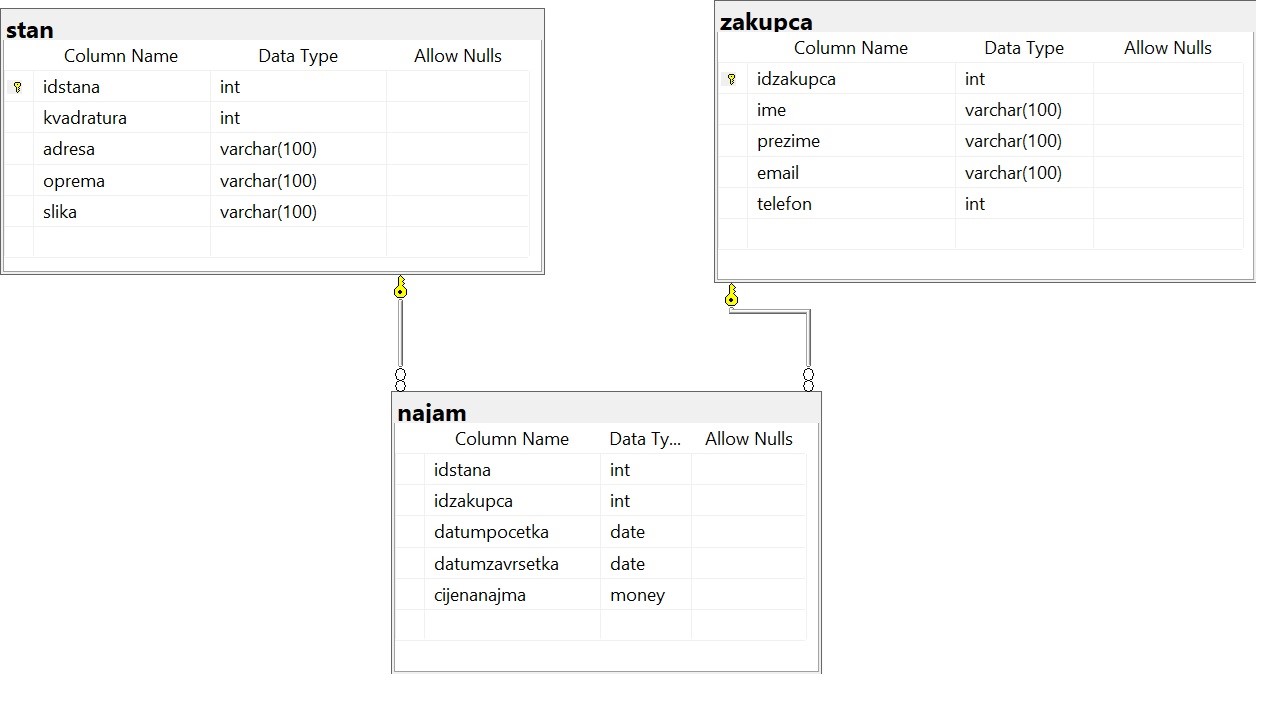 stan
Column Name Data Type Allow Nulls
idstana int
kvadratura int
adresa varchar(100)
oprema varchar(100)
slika varchar(100)
zakupca
Column Name Data Type Allow Nulls
idzakupca int
ime varchar(100)
prezime varchar(100)
email varchar(100)
telefon int
najam
Column Name Data Ty... Allow Nulls
idstana int
idzakupca int
datumpocetka date
datumzavrsetka date
cijenanajma money